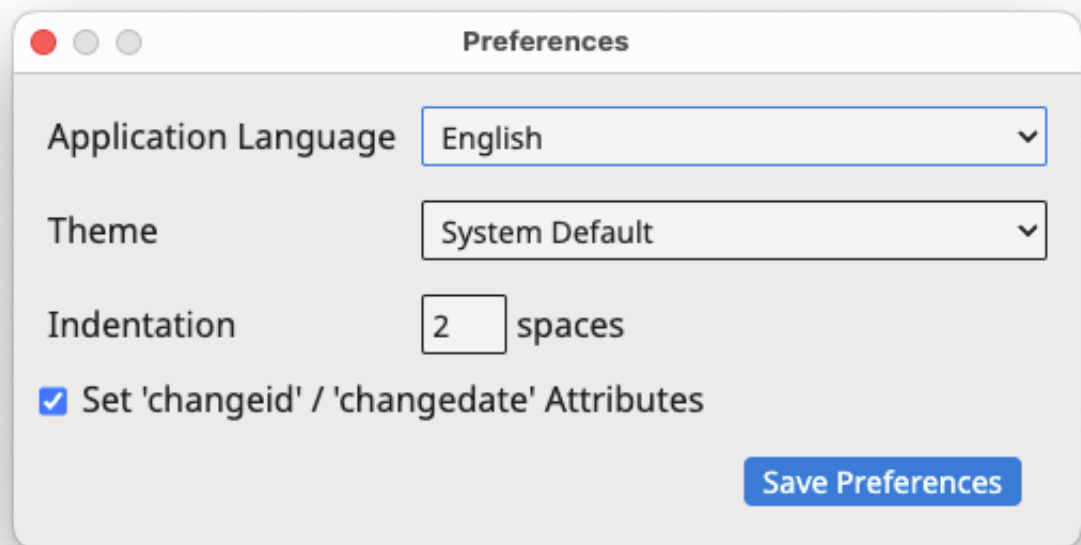 Preferences
Application Language English
Theme System Default
Indentation 2 spaces
Set 'changeid' / 'changedate' Attributes
Save Preferences